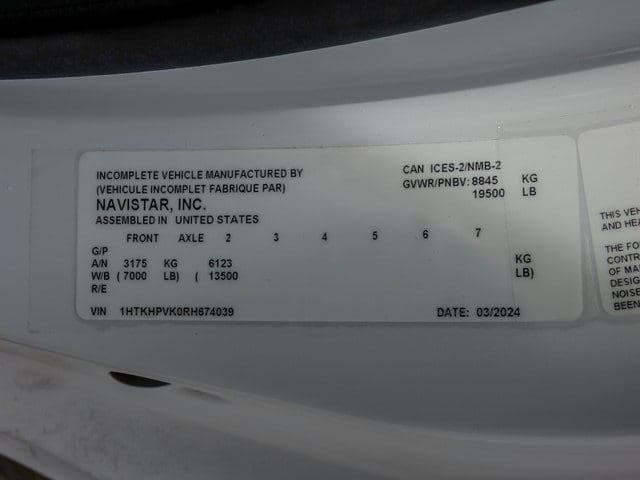 INCOMPLETE VEHICLE MANUFACTURED BY
(VEHICULE INCOMPLET FABRIQUE PAR)
NAVISTAR, INC.
ASSEMBLED IN UNITED STATES
CAN ICES-2/NMB-2
GVWR/PNBV: 8845 KG
19500 LB
FRONT AXLE 2 3 4 5 6 7
G/P
A/N 3175 KG 6123 KG
W/B ( 7000 LB) ( 13500 LB)
R/E
VIN 1HTKHPVK0RH674039 DATE: 03/2024
THIS VEH
AND HEA
THE FO
CONTR
OF MA
DESIG
NOISE
BEEN